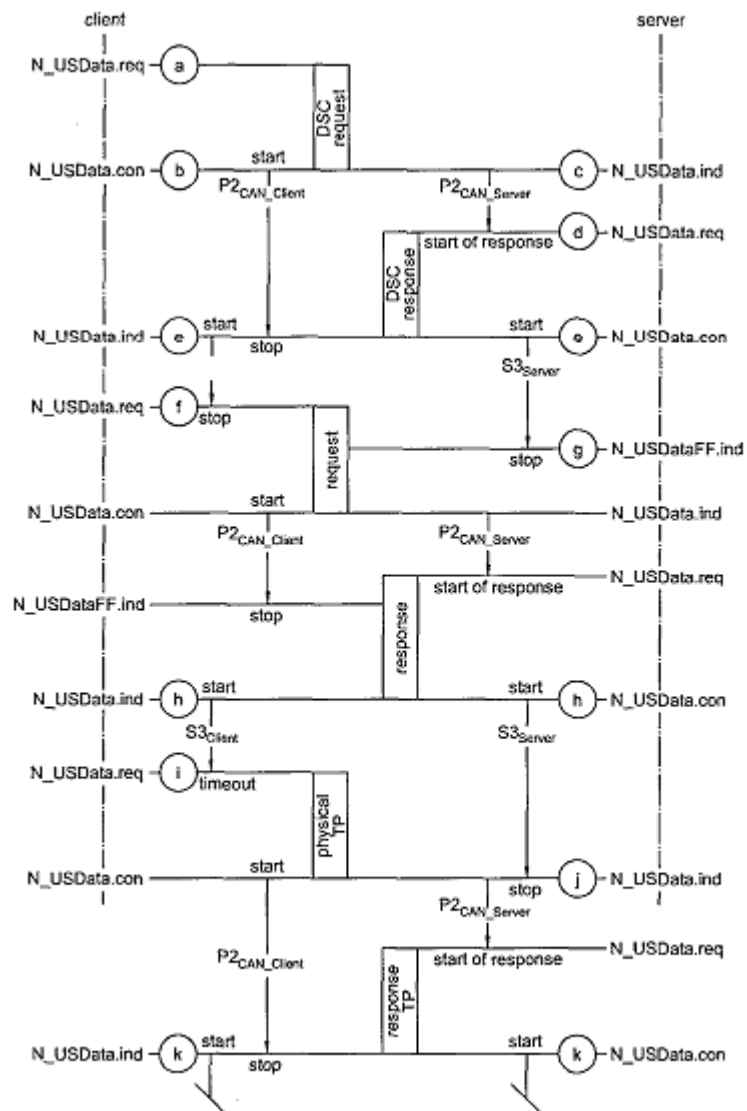 client server
N_USData.req a
DSC request
N_USData.con b start c N_USData.ind
P2CAN_Client P2CAN_Server
start of response d N_USData.req
DSC response
start start
N_USData.ind e stop e N_USData.con
S3Server
N_USData.req f stop
request
stop g N_USDataFF.ind
N_USData.con start N_USData.ind
P2CAN_Client P2CAN_Server
start of response N_USData.req
N_USDataFF.ind stop
response
N_USData.ind h start start h N_USData.con
S3Client S3Server
N_USData.req i timeout
physical TP
N_USData.con start stop j N_USData.ind
P2CAN_Server
P2CAN_Client start of response N_USData.req
response TP
start start
N_USData.ind k stop k N_USData.con